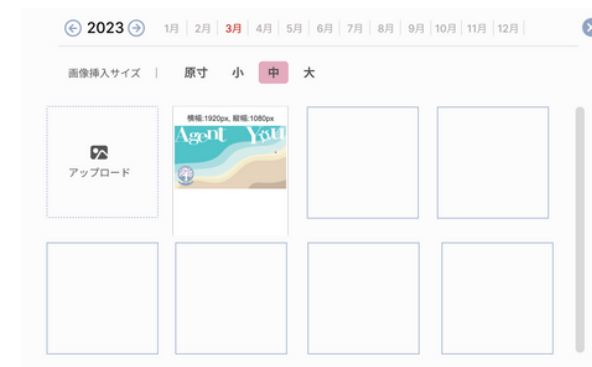 2023 1月 2月 3月 4月 5月 6月 7月 8月 9月 10月 11月 12月
画像挿入サイズ | 原寸 小 中 大
アップロード
横幅:1920px, 縦幅:1080px
Agent You